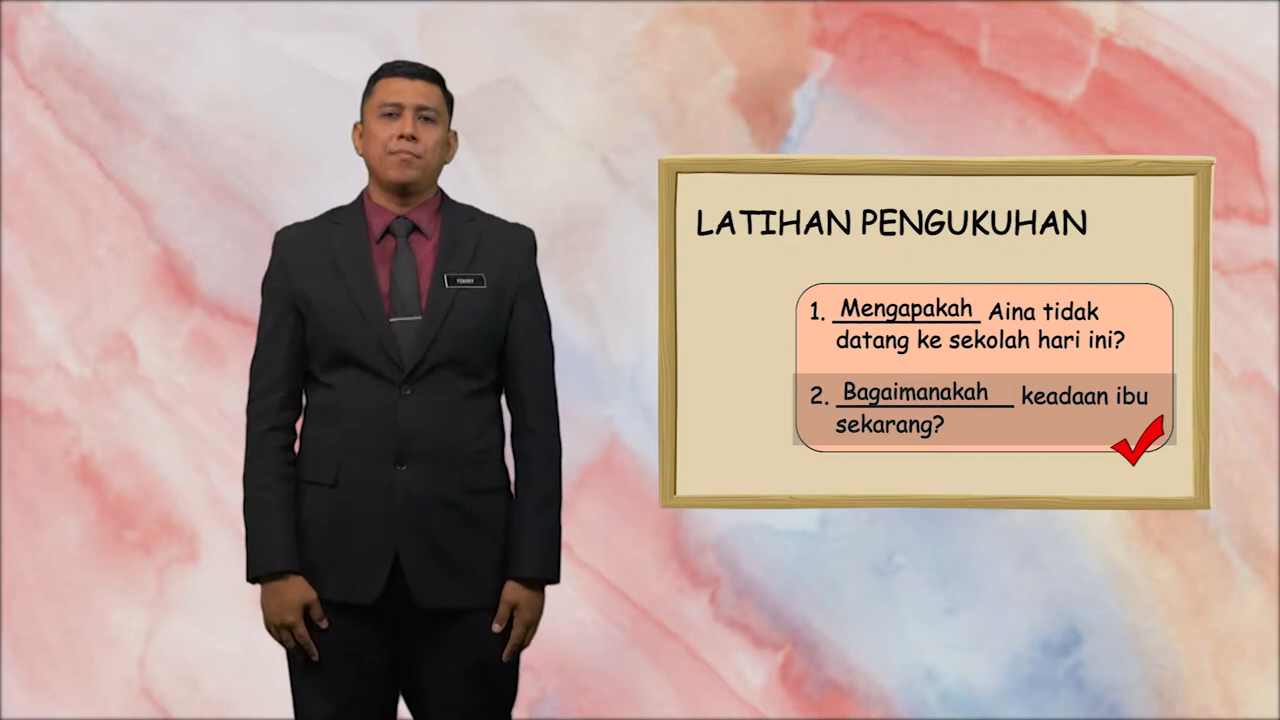 LATIHAN PENGUKUHAN
1. Mengapakah Aina tidak
datang ke sekolah hari ini?
2. Bagaimanakah keadaan ibu
sekarang?